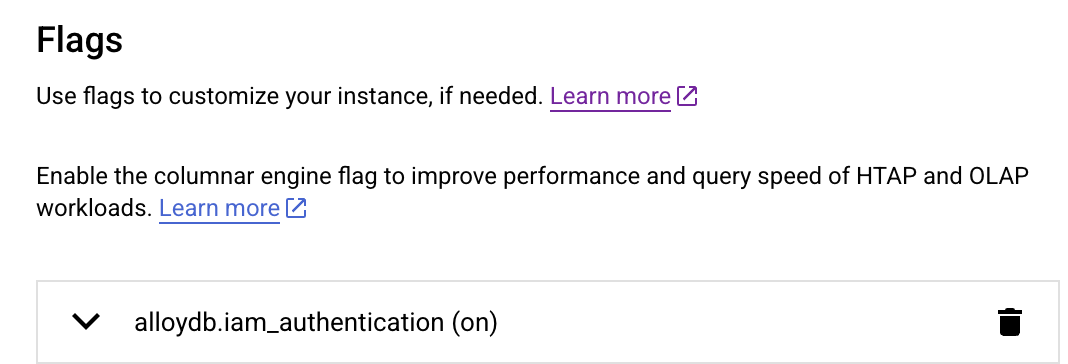 Flags
Use flags to customize your instance, if needed. Learn more
Enable the columnar engine flag to improve performance and query speed of HTAP and OLAP
workloads. Learn more
alloydb.iam_authentication (on)